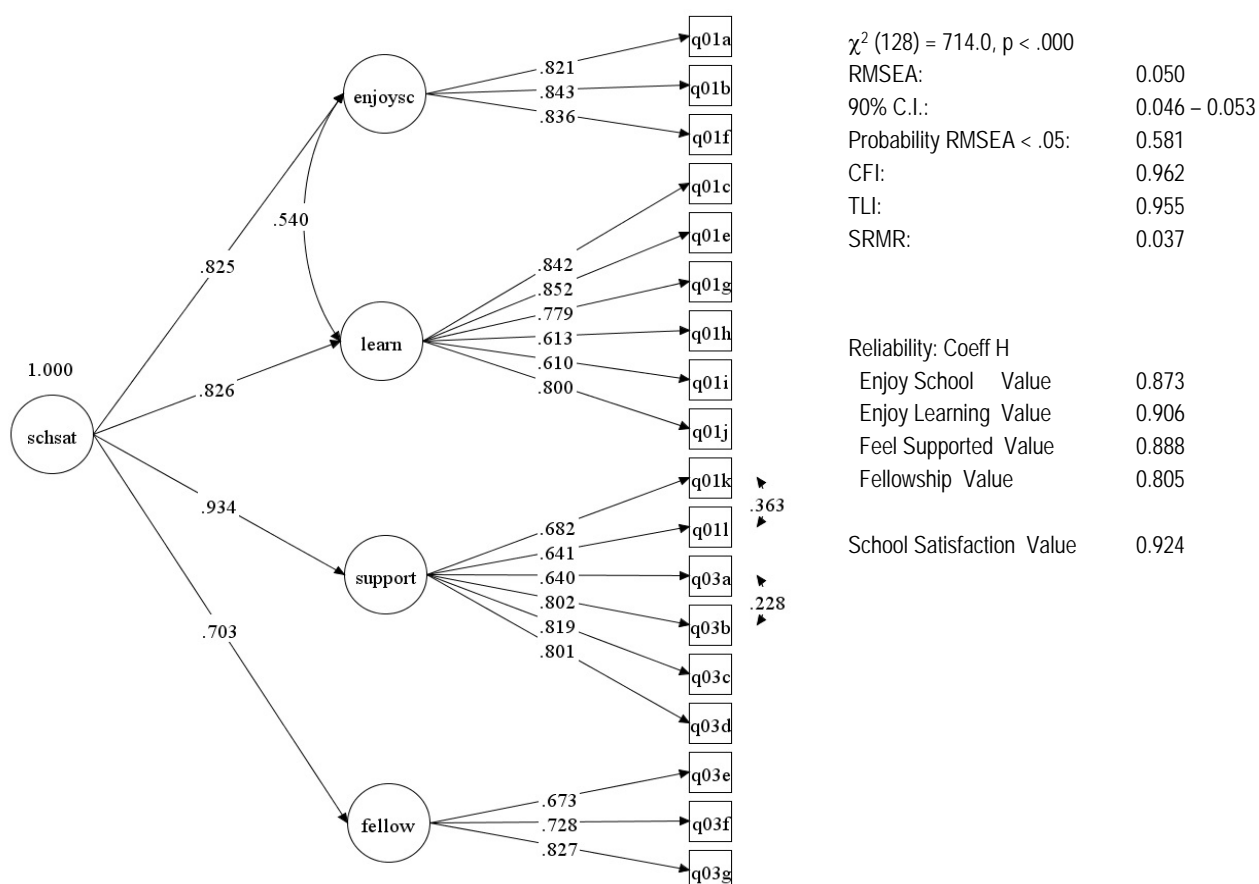 q01a
.821
enjoysc
.843
q01b
.836
q01f
q01c
.540
q01e
.825
.842
.852
q01g
.779
learn
.613
q01h
.610
q01i
1.000
.826
.800
q01j
schsat
q01k
.934
.682
.363
.641
q01l
support
.640
q03a
.802
.228
.819
q03b
.703
.801
q03c
q03d
q03e
.673
fellow
.728
q03f
.827
q03g
χ² (128) = 714.0, p < .000
RMSEA: 0.050
90% C.I.: 0.046 – 0.053
Probability RMSEA < .05: 0.581
CFI: 0.962
TLI: 0.955
SRMR: 0.037
Reliability: Coeff H
Enjoy School Value 0.873
Enjoy Learning Value 0.906
Feel Supported Value 0.888
Fellowship Value 0.805
School Satisfaction Value 0.924